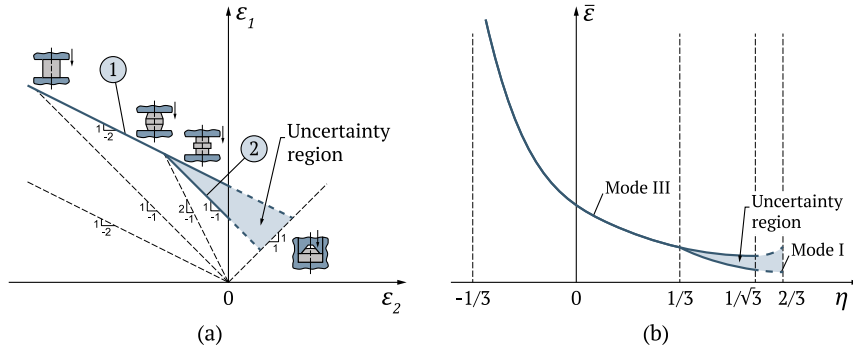 ε₁
1
1
-2
Uncertainty
region
2
1
-2
1
-1
2
-1
1
-1
1
1
0
ε₂
(a)
ε̄
Mode III
Uncertainty
region
Mode I
-1/3
0
1/3
1/√3
2/3
η
(b)